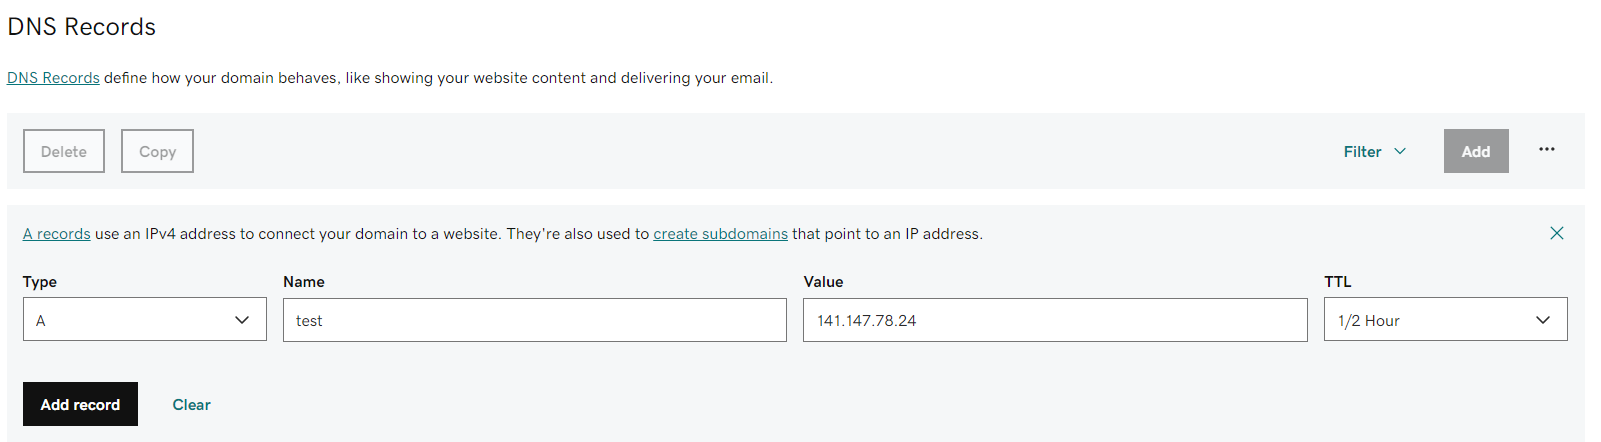 DNS Records
DNS Records define how your domain behaves, like showing your website content and delivering your email.
Delete Copy Filter Add ...
A records use an IPv4 address to connect your domain to a website. They're also used to create subdomains that point to an IP address.
Type Name Value TTL
A test 141.147.78.24 1/2 Hour
Add record Clear